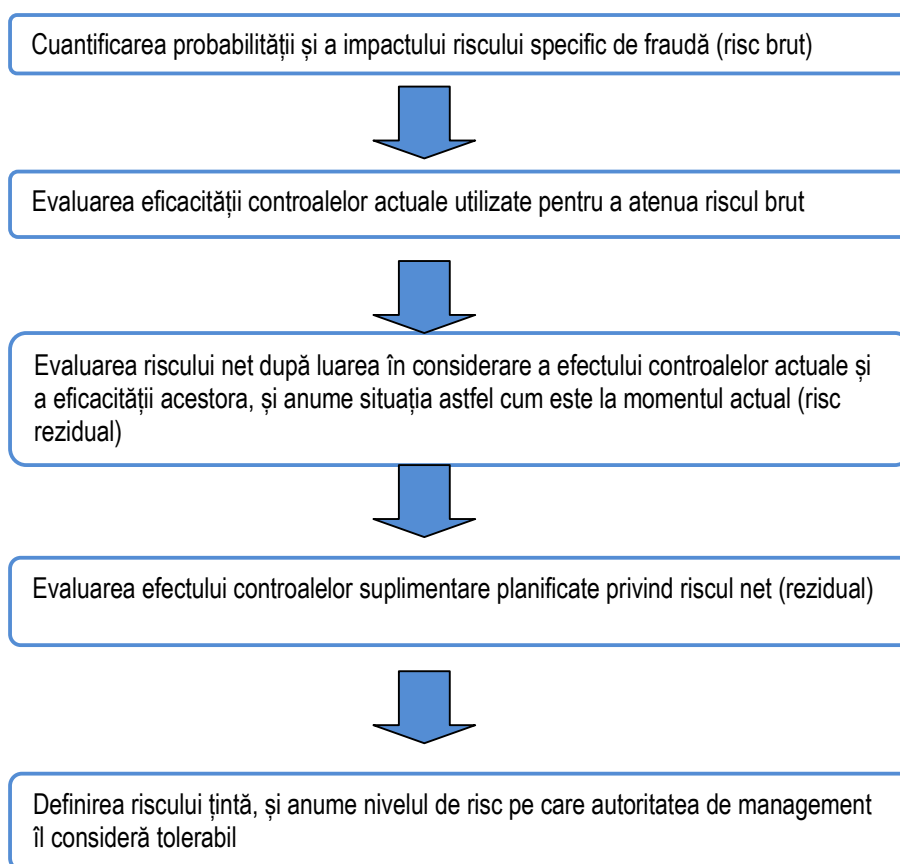 Cuantificarea probabilității și a impactului riscului specific de fraudă (risc brut)
Evaluarea eficacității controalelor actuale utilizate pentru a atenua riscul brut
Evaluarea riscului net după luarea în considerare a efectului controalelor actuale și
a eficacității acestora, și anume situația astfel cum este la momentul actual (risc
rezidual)
Evaluarea efectului controalelor suplimentare planificate privind riscul net (rezidual)
Definirea riscului țintă, și anume nivelul de risc pe care autoritatea de management
îl consideră tolerabil